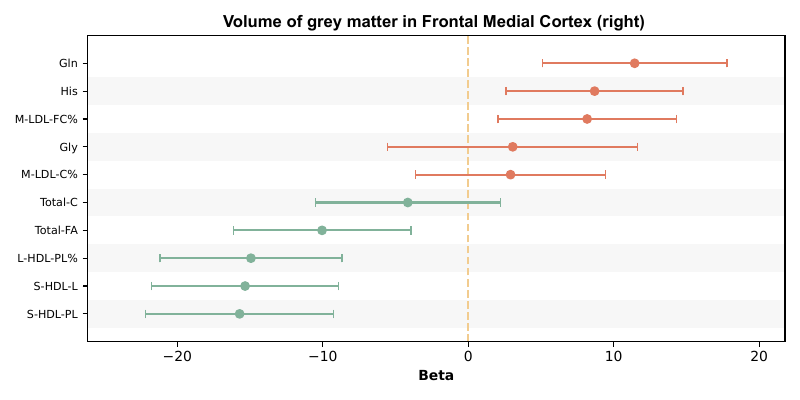 Volume of grey matter in Frontal Medial Cortex (right)
Gln
His
M-LDL-FC%
Gly
M-LDL-C%
Total-C
Total-FA
L-HDL-PL%
S-HDL-L
S-HDL-PL
−20 −10 0 10 20
Beta